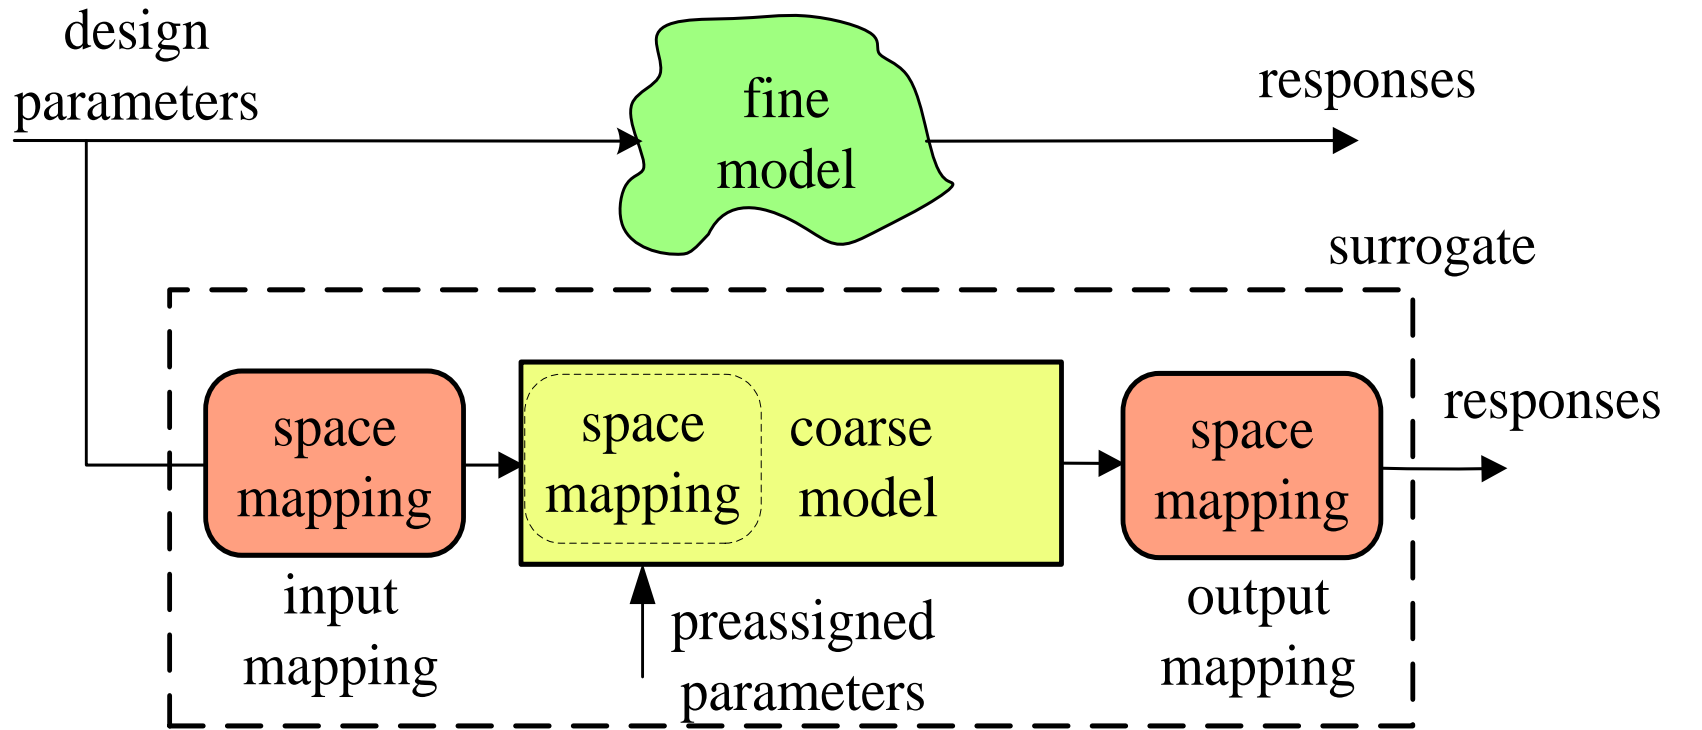 design
parameters
fine
model
responses
surrogate
space
mapping
input
mapping
space
mapping
coarse
model
preassigned
parameters
space
mapping
output
mapping
responses